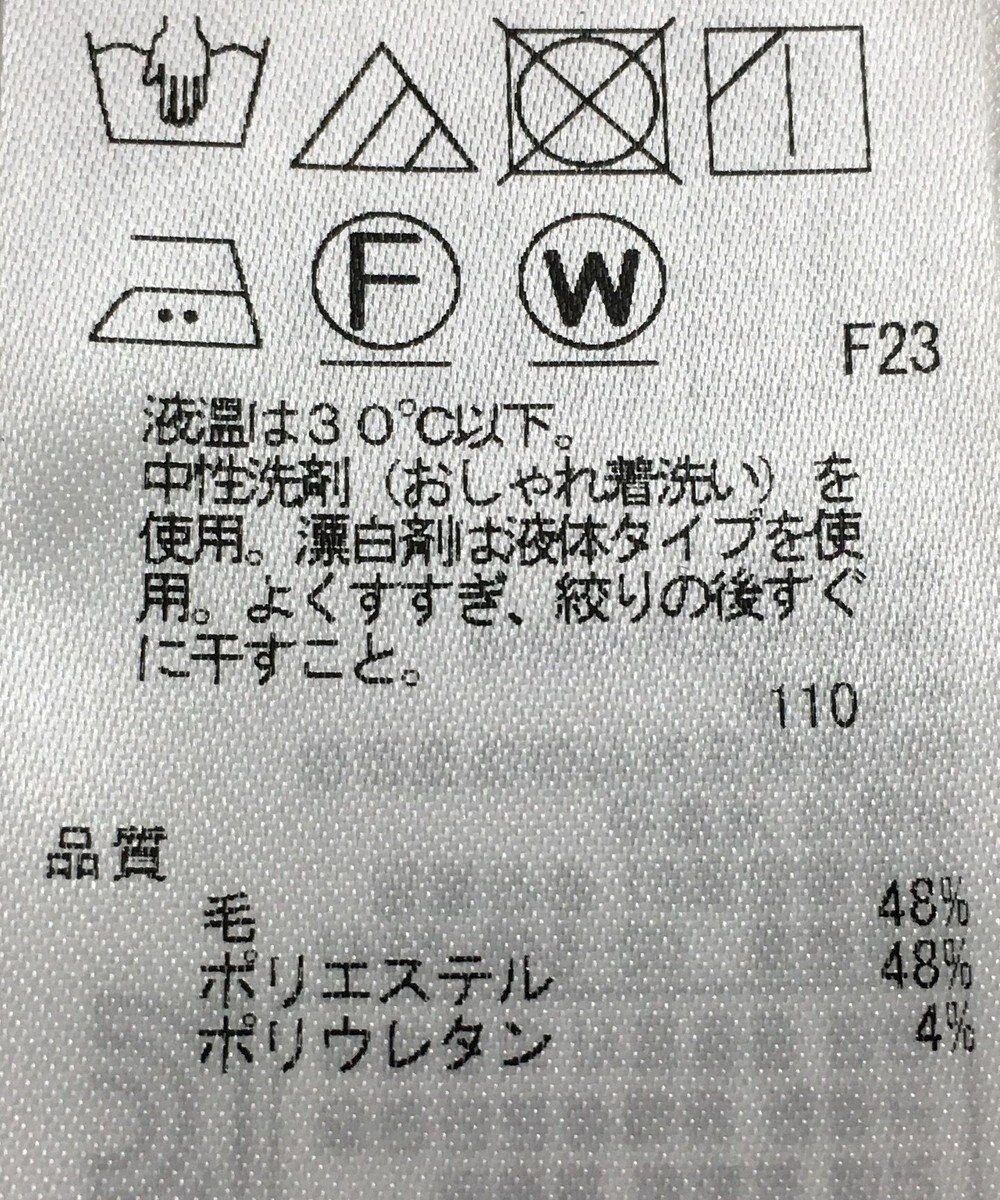 F W
F23
液温は30℃以下。
中性洗剤（おしゃれ着洗い）を
使用。漂白剤は液体タイプを使
用。よくすすぎ、絞りの後すぐ
に干すこと。
110
品質
毛 48%
ポリエステル 48%
ポリウレタン 4%